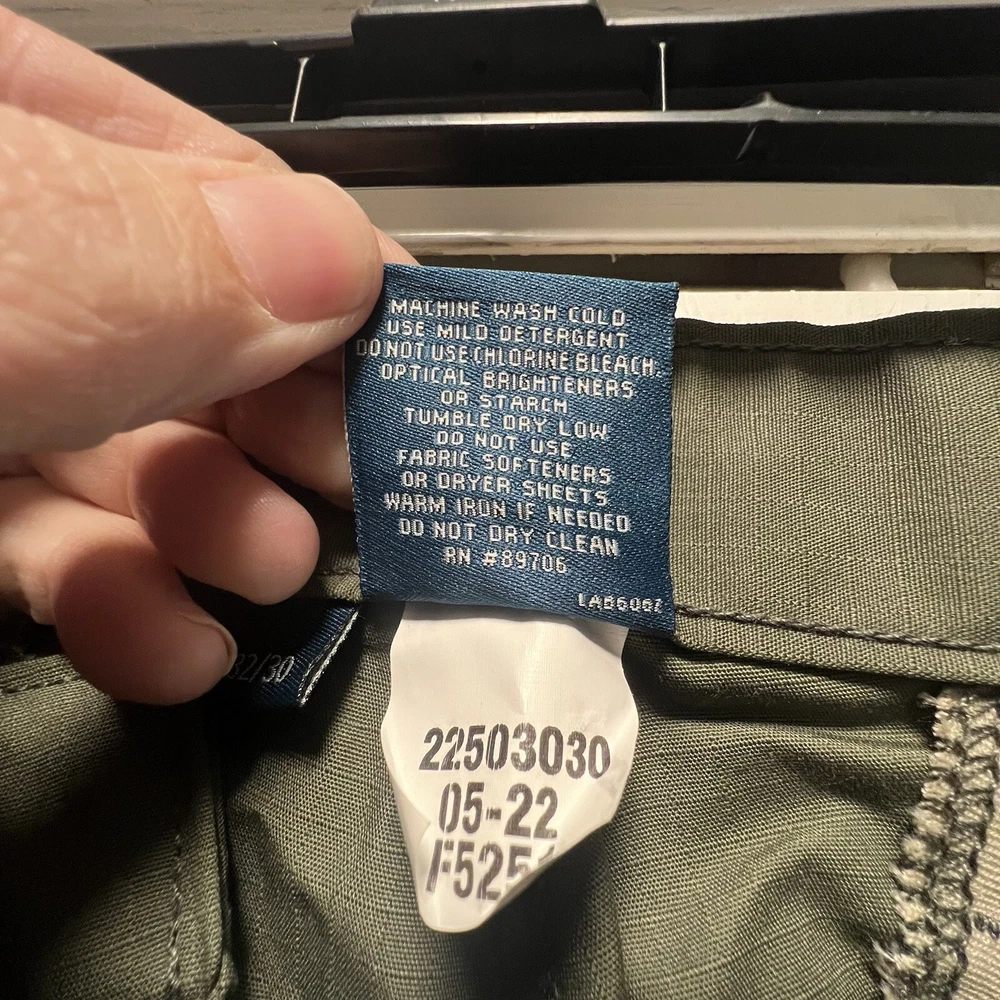 MACHINE WASH COLD
USE MILD DETERGENT
DO NOT USE CHLORINE BLEACH
OPTICAL BRIGHTENERS
OR STARCH
TUMBLE DRY LOW
DO NOT USE
FABRIC SOFTENERS
OR DRYER SHEETS
WARM IRON IF NEEDED
DO NOT DRY CLEAN
RN #89706
32/30
22503030
05-22